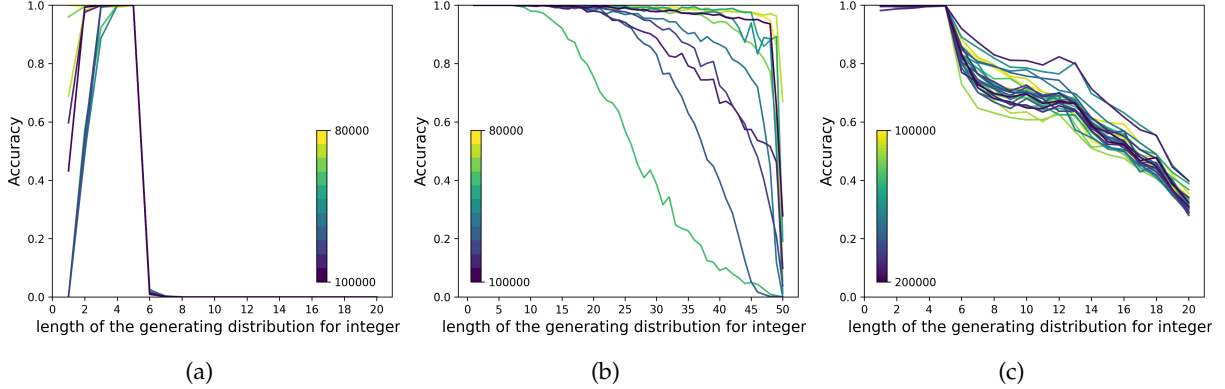 1.0
0.8
0.6
0.4
0.2
0.0
Accuracy
80000
100000
0 2 4 6 8 10 12 14 16 18 20
length of the generating distribution for integer
(a)
1.0
0.8
0.6
0.4
0.2
0.0
Accuracy
80000
100000
0 5 10 15 20 25 30 35 40 45 50
length of the generating distribution for integer
(b)
1.0
0.8
0.6
0.4
0.2
0.0
Accuracy
100000
200000
0 2 4 6 8 10 12 14 16 18 20
length of the generating distribution for integer
(c)